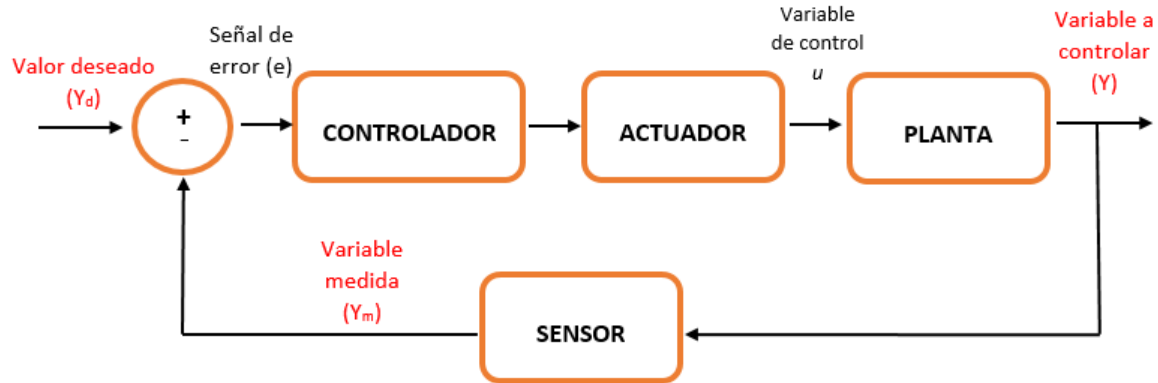 Valor deseado
(Yd)
+
-
Señal de
error (e)
CONTROLADOR
ACTUADOR
Variable
de control
u
PLANTA
Variable a
controlar
(Y)
Variable
medida
(Ym)
SENSOR